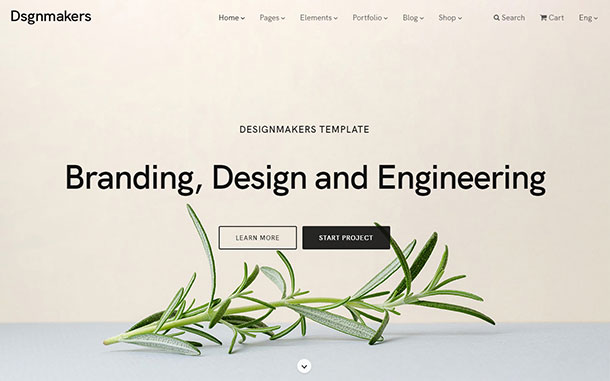 Dsgnmakers
Home Pages Elements Portfolio Blog Shop Search Cart Eng
DESIGNMAKERS TEMPLATE
Branding, Design and Engineering
LEARN MORE START PROJECT